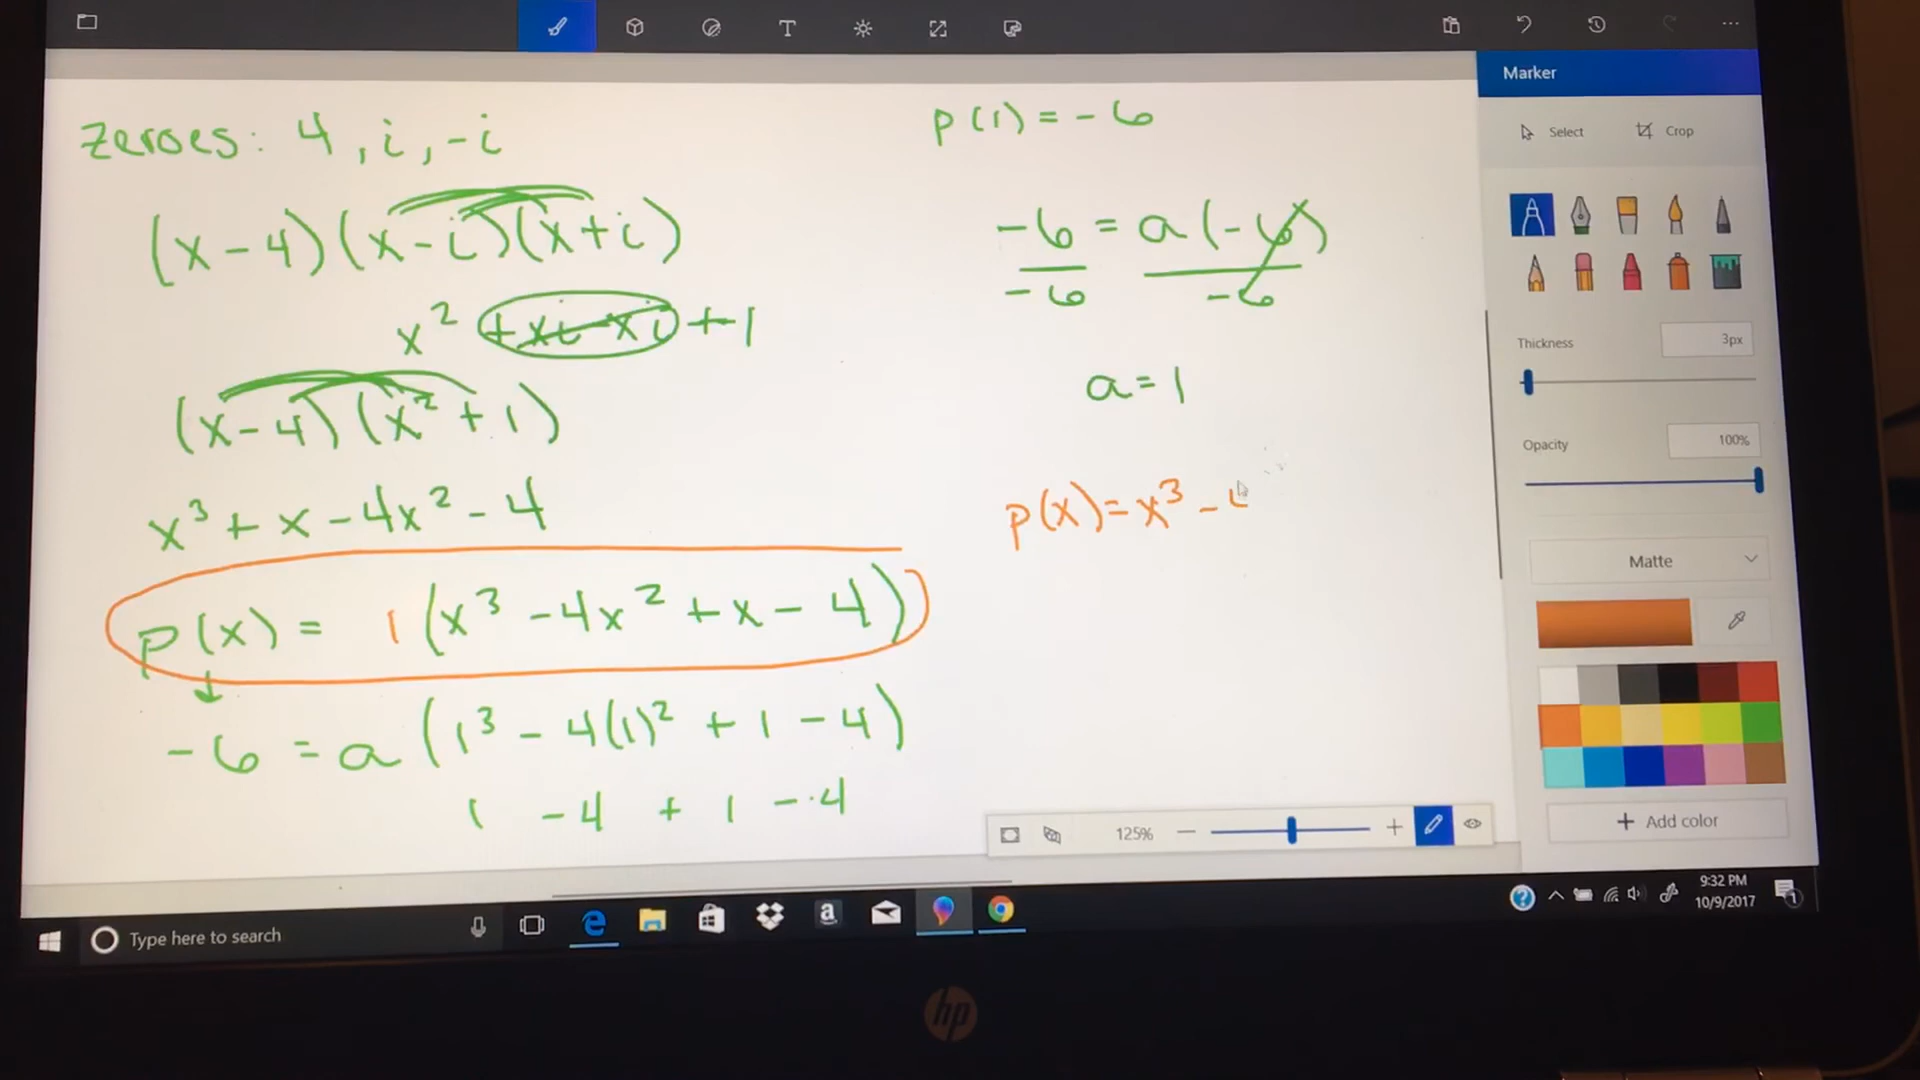 Marker
Select
Crop
zeroes: 4, i, -i
p(1) = -6
(x-4)(x-i)(x+i)
-6 = a(-6)
-6 -6
x² +xi -xi +1
Thickness
3px
a=1
(x-4)(x²+1)
Opacity
100%
x³ + x - 4x² - 4
p(x) = x³ -
Matte
p(x) = 1(x³ - 4x² + x - 4)
-6 = a(1³ - 4(1)² + 1 - 4)
1 -4 + 1 -4
125%
+ Add color
Type here to search
a
9:32 PM
10/9/2017
1
hp